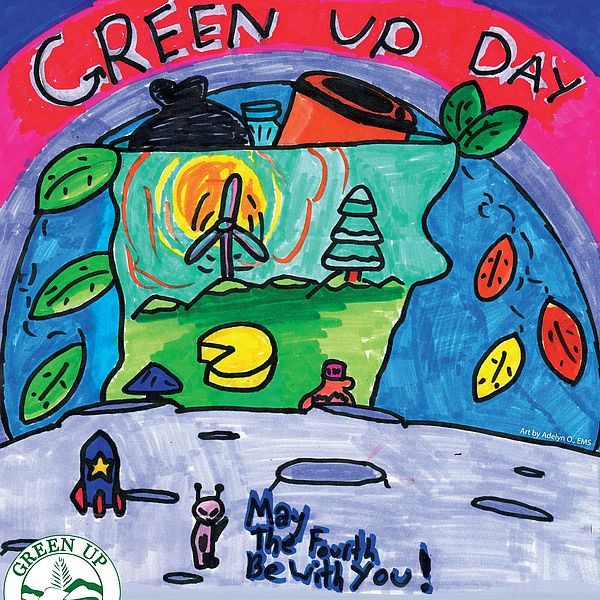 GREEN UP DAY
Art by Adelyn O., EMS
May
The Fourth
Be With You!
GREEN UP